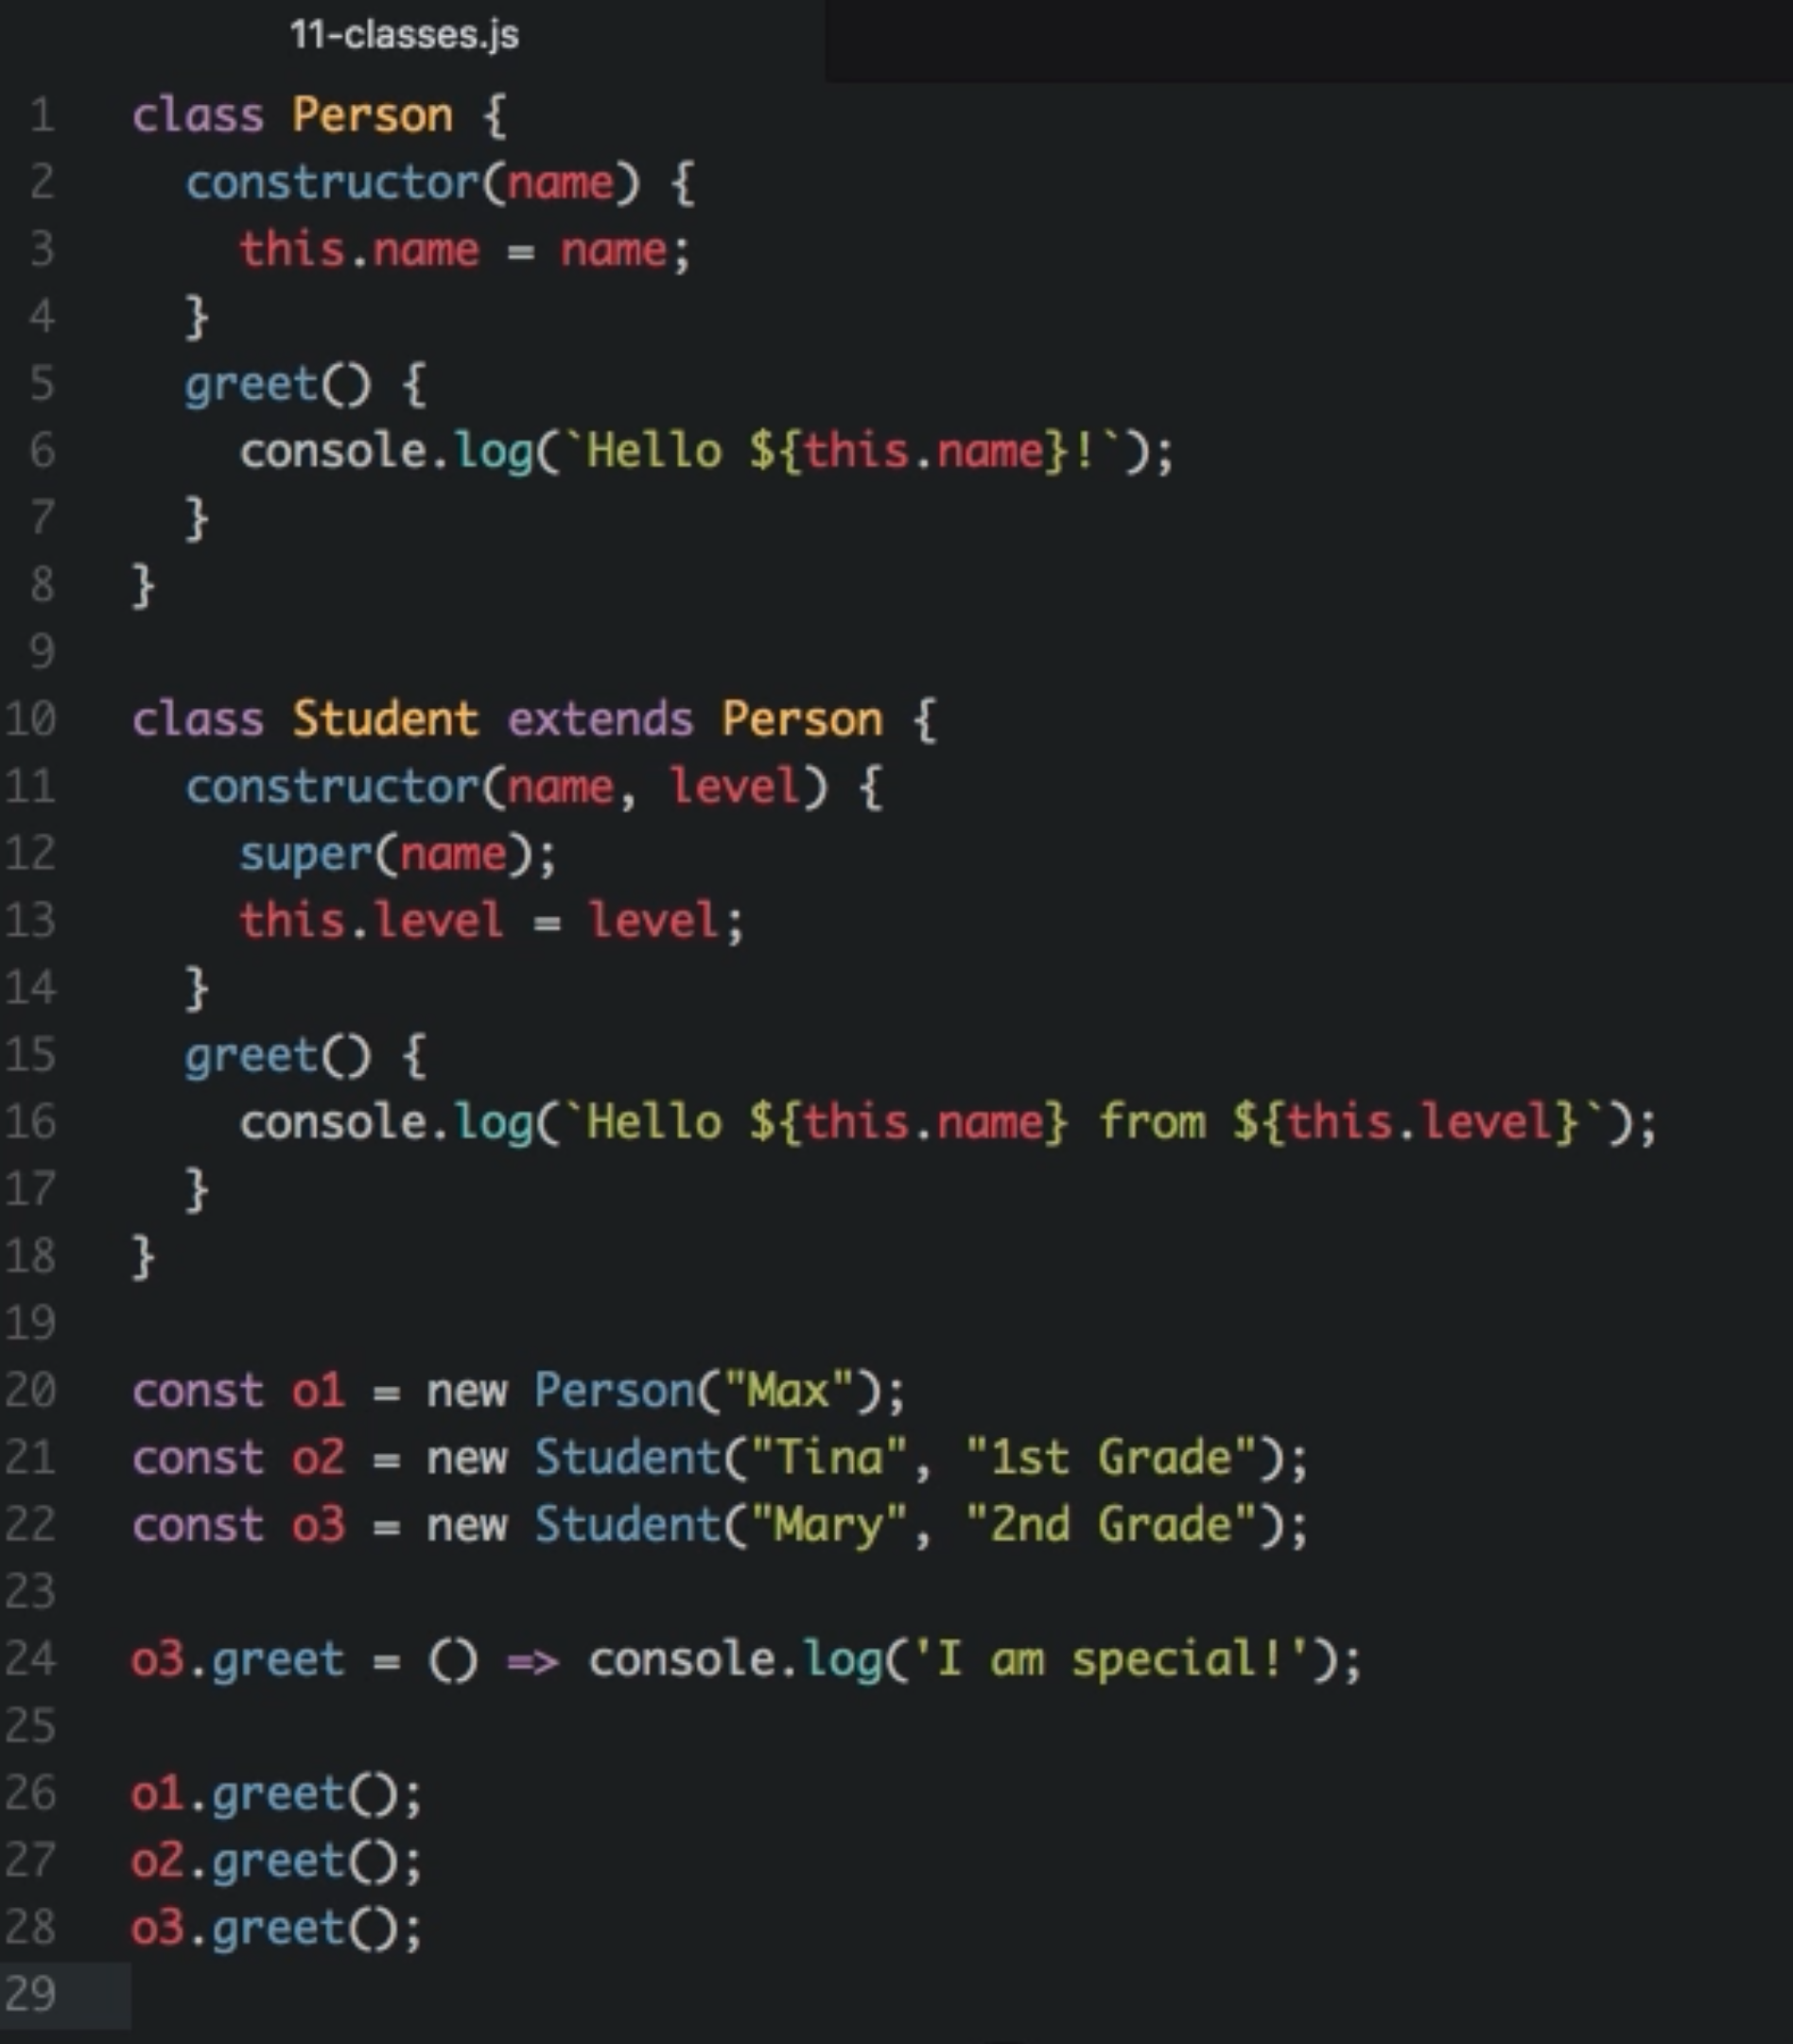 11-classes.js
1 class Person {
2   constructor(name) {
3     this.name = name;
4   }
5   greet() {
6     console.log(`Hello ${this.name}!`);
7   }
8 }
9
10 class Student extends Person {
11   constructor(name, level) {
12     super(name);
13     this.level = level;
14   }
15   greet() {
16     console.log(`Hello ${this.name} from ${this.level}`);
17   }
18 }
19
20 const o1 = new Person("Max");
21 const o2 = new Student("Tina", "1st Grade");
22 const o3 = new Student("Mary", "2nd Grade");
23
24 o3.greet = () => console.log('I am special!');
25
26 o1.greet();
27 o2.greet();
28 o3.greet();
29